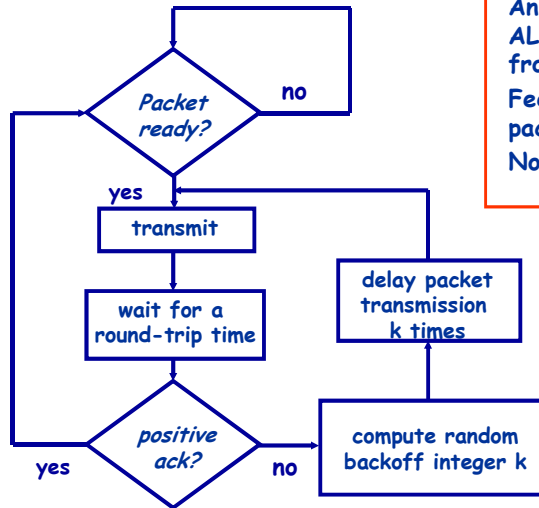 Packet
ready?
no
yes
transmit
wait for a
round-trip time
positive
ack?
yes
no
compute random
backoff integer k
delay packet
transmission
k times
An
AL
fro
Fe
pac
No